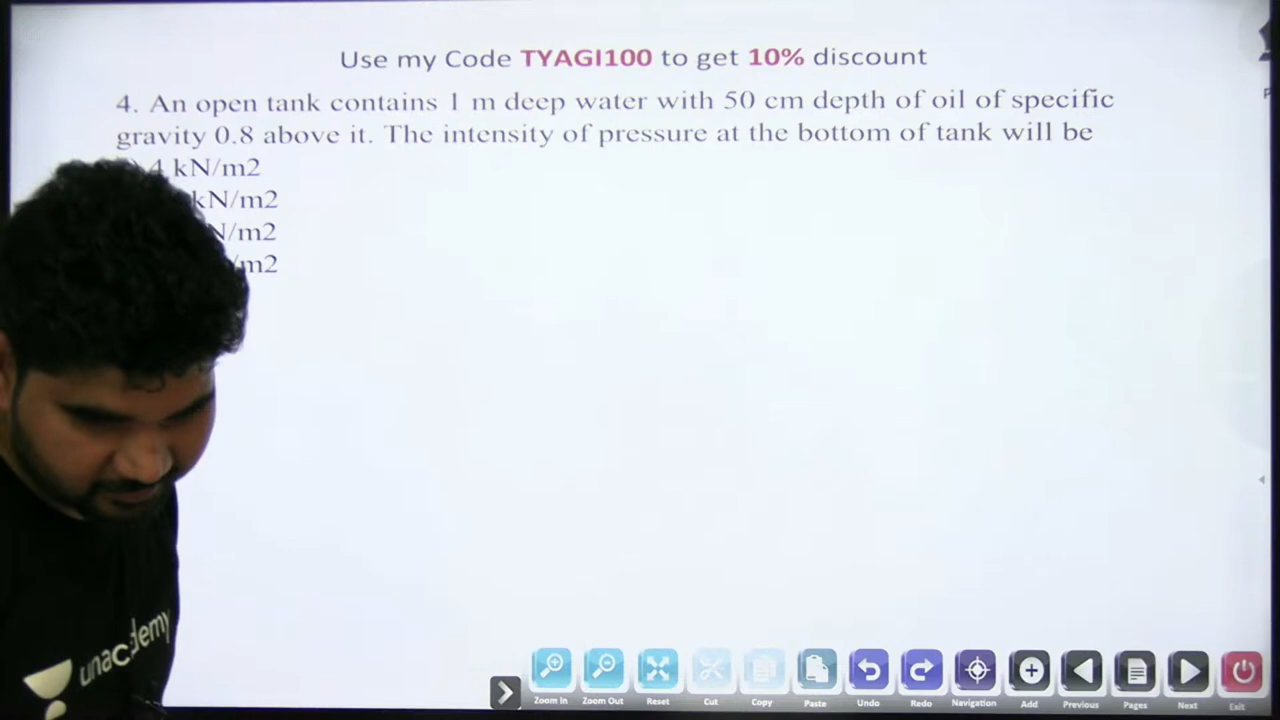 Use my Code TYAGI100 to get 10% discount
4. An open tank contains 1 m deep water with 50 cm depth of oil of specific
gravity 0.8 above it. The intensity of pressure at the bottom of tank will be
4 kN/m2
kN/m2
N/m2
/m2
unacademy
Zoom In Zoom Out Reset Cut Copy Paste Undo Redo Navigation Add Previous Pages Next Exit